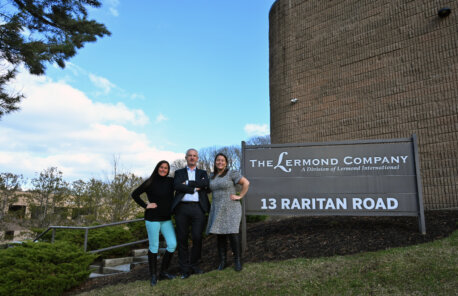 THE LERMOND COMPANY
A Division of Lermond International
13 RARITAN ROAD